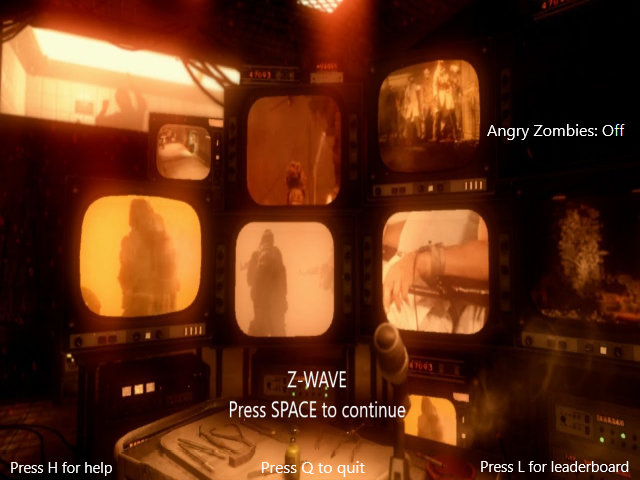 Angry Zombies: Off
Z-WAVE
Press SPACE to continue
Press H for help
Press Q to quit
Press L for leaderboard